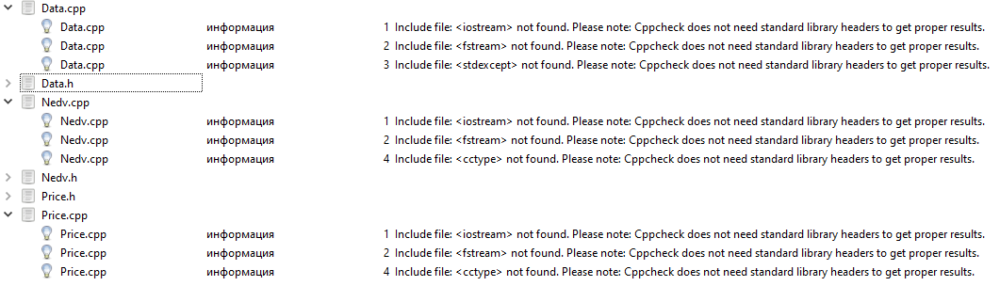 Data.cpp
Data.cpp информация 1 Include file: <iostream> not found. Please note: Cppcheck does not need standard library headers to get proper results.
Data.cpp информация 2 Include file: <fstream> not found. Please note: Cppcheck does not need standard library headers to get proper results.
Data.cpp информация 3 Include file: <stdexcept> not found. Please note: Cppcheck does not need standard library headers to get proper results.
Data.h
Nedv.cpp
Nedv.cpp информация 1 Include file: <iostream> not found. Please note: Cppcheck does not need standard library headers to get proper results.
Nedv.cpp информация 2 Include file: <fstream> not found. Please note: Cppcheck does not need standard library headers to get proper results.
Nedv.cpp информация 4 Include file: <cctype> not found. Please note: Cppcheck does not need standard library headers to get proper results.
Nedv.h
Price.h
Price.cpp
Price.cpp информация 1 Include file: <iostream> not found. Please note: Cppcheck does not need standard library headers to get proper results.
Price.cpp информация 2 Include file: <fstream> not found. Please note: Cppcheck does not need standard library headers to get proper results.
Price.cpp информация 4 Include file: <cctype> not found. Please note: Cppcheck does not need standard library headers to get proper results.